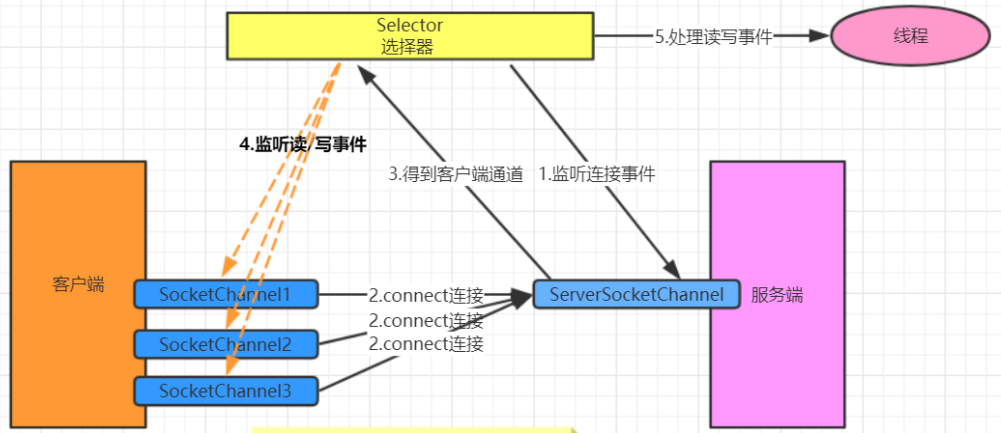 Selector
选择器
5.处理读写事件
线程
4.监听读/写事件
3.得到客户端通道
1.监听连接事件
客户端
SocketChannel1
2.connect连接
ServerSocketChannel
服务端
2.connect连接
SocketChannel2
2.connect连接
SocketChannel3